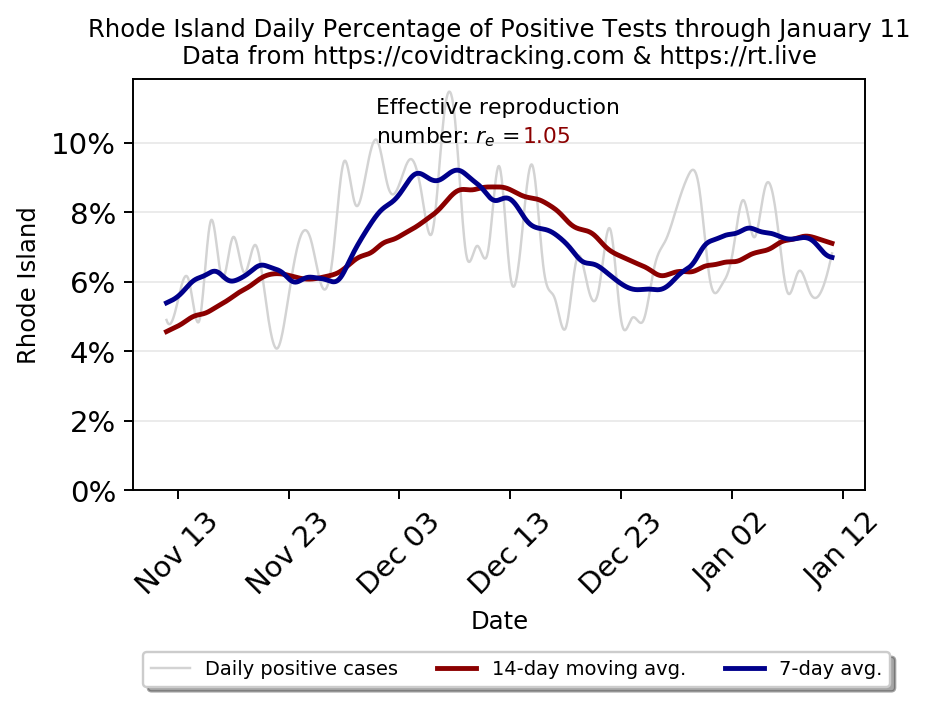 Rhode Island Daily Percentage of Positive Tests through January 11
Data from https://covidtracking.com & https://rt.live
Effective reproduction
number: rₑ =1.05
10%
8%
6%
4%
2%
0%
Rhode Island
Nov 13
Nov 23
Dec 03
Dec 13
Dec 23
Jan 02
Jan 12
Date
Daily positive cases
14-day moving avg.
7-day avg.